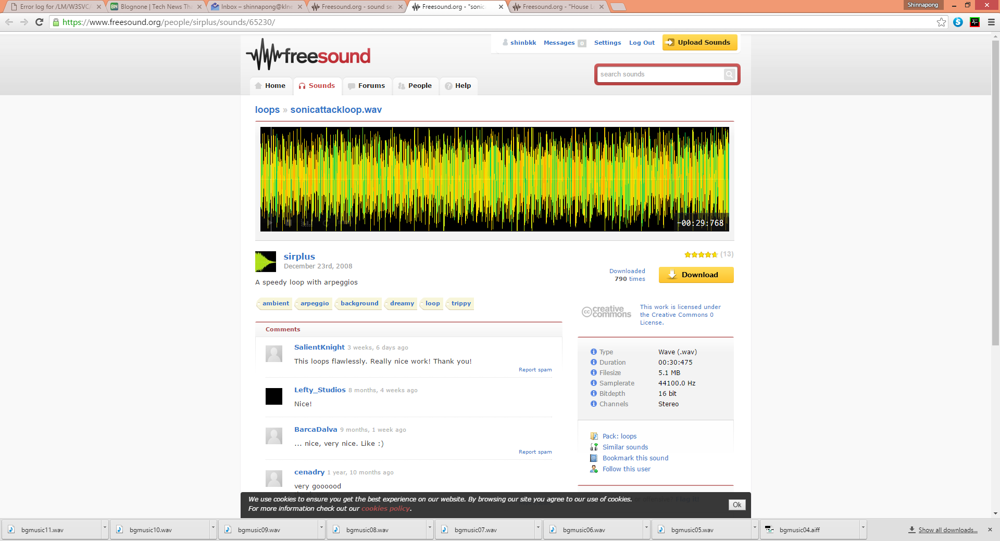 Error log for /LM/W3SVC/
Blognone | Tech News Tha
Inbox – shinnapong@klne
Freesound.org - sound se
Freesound.org - "sonic
Freesound.org - "House L
Shinnapong
https://www.freesound.org/people/sirplus/sounds/65230/
freesound
shinbkk
Messages 0
Settings
Log Out
Upload Sounds
search sounds
Home
Sounds
Forums
People
Help
loops » sonicattackloop.wav
-00:29:768
sirplus
December 23rd, 2008
A speedy loop with arpeggios
(13)
Downloaded
790 times
Download
ambient
arpeggio
background
dreamy
loop
trippy
creative
commons
This work is licensed under
the Creative Commons 0
License.
Comments
SalientKnight 3 weeks, 6 days ago
This loops flawlessly. Really nice work! Thank you!
Report spam
Lefty_Studios 8 months, 4 weeks ago
Nice!
BarcaDalva 9 months, 1 week ago
... nice, very nice. Like :)
Report spam
cenadry 1 year, 10 months ago
very goooood
Type Wave (.wav)
Duration 00:30:475
Filesize 5.1 MB
Samplerate 44100.0 Hz
Bitdepth 16 bit
Channels Stereo
Pack: loops
Similar sounds
Bookmark this sound
Follow this user
We use cookies to ensure you get the best experience on our website. By browsing our site you agree to our use of cookies.
For more information check out our cookies policy.
Ok
bgmusic11.wav
bgmusic10.wav
bgmusic09.wav
bgmusic08.wav
bgmusic07.wav
bgmusic06.wav
bgmusic05.wav
bgmusic04.aiff
Show all downloads...